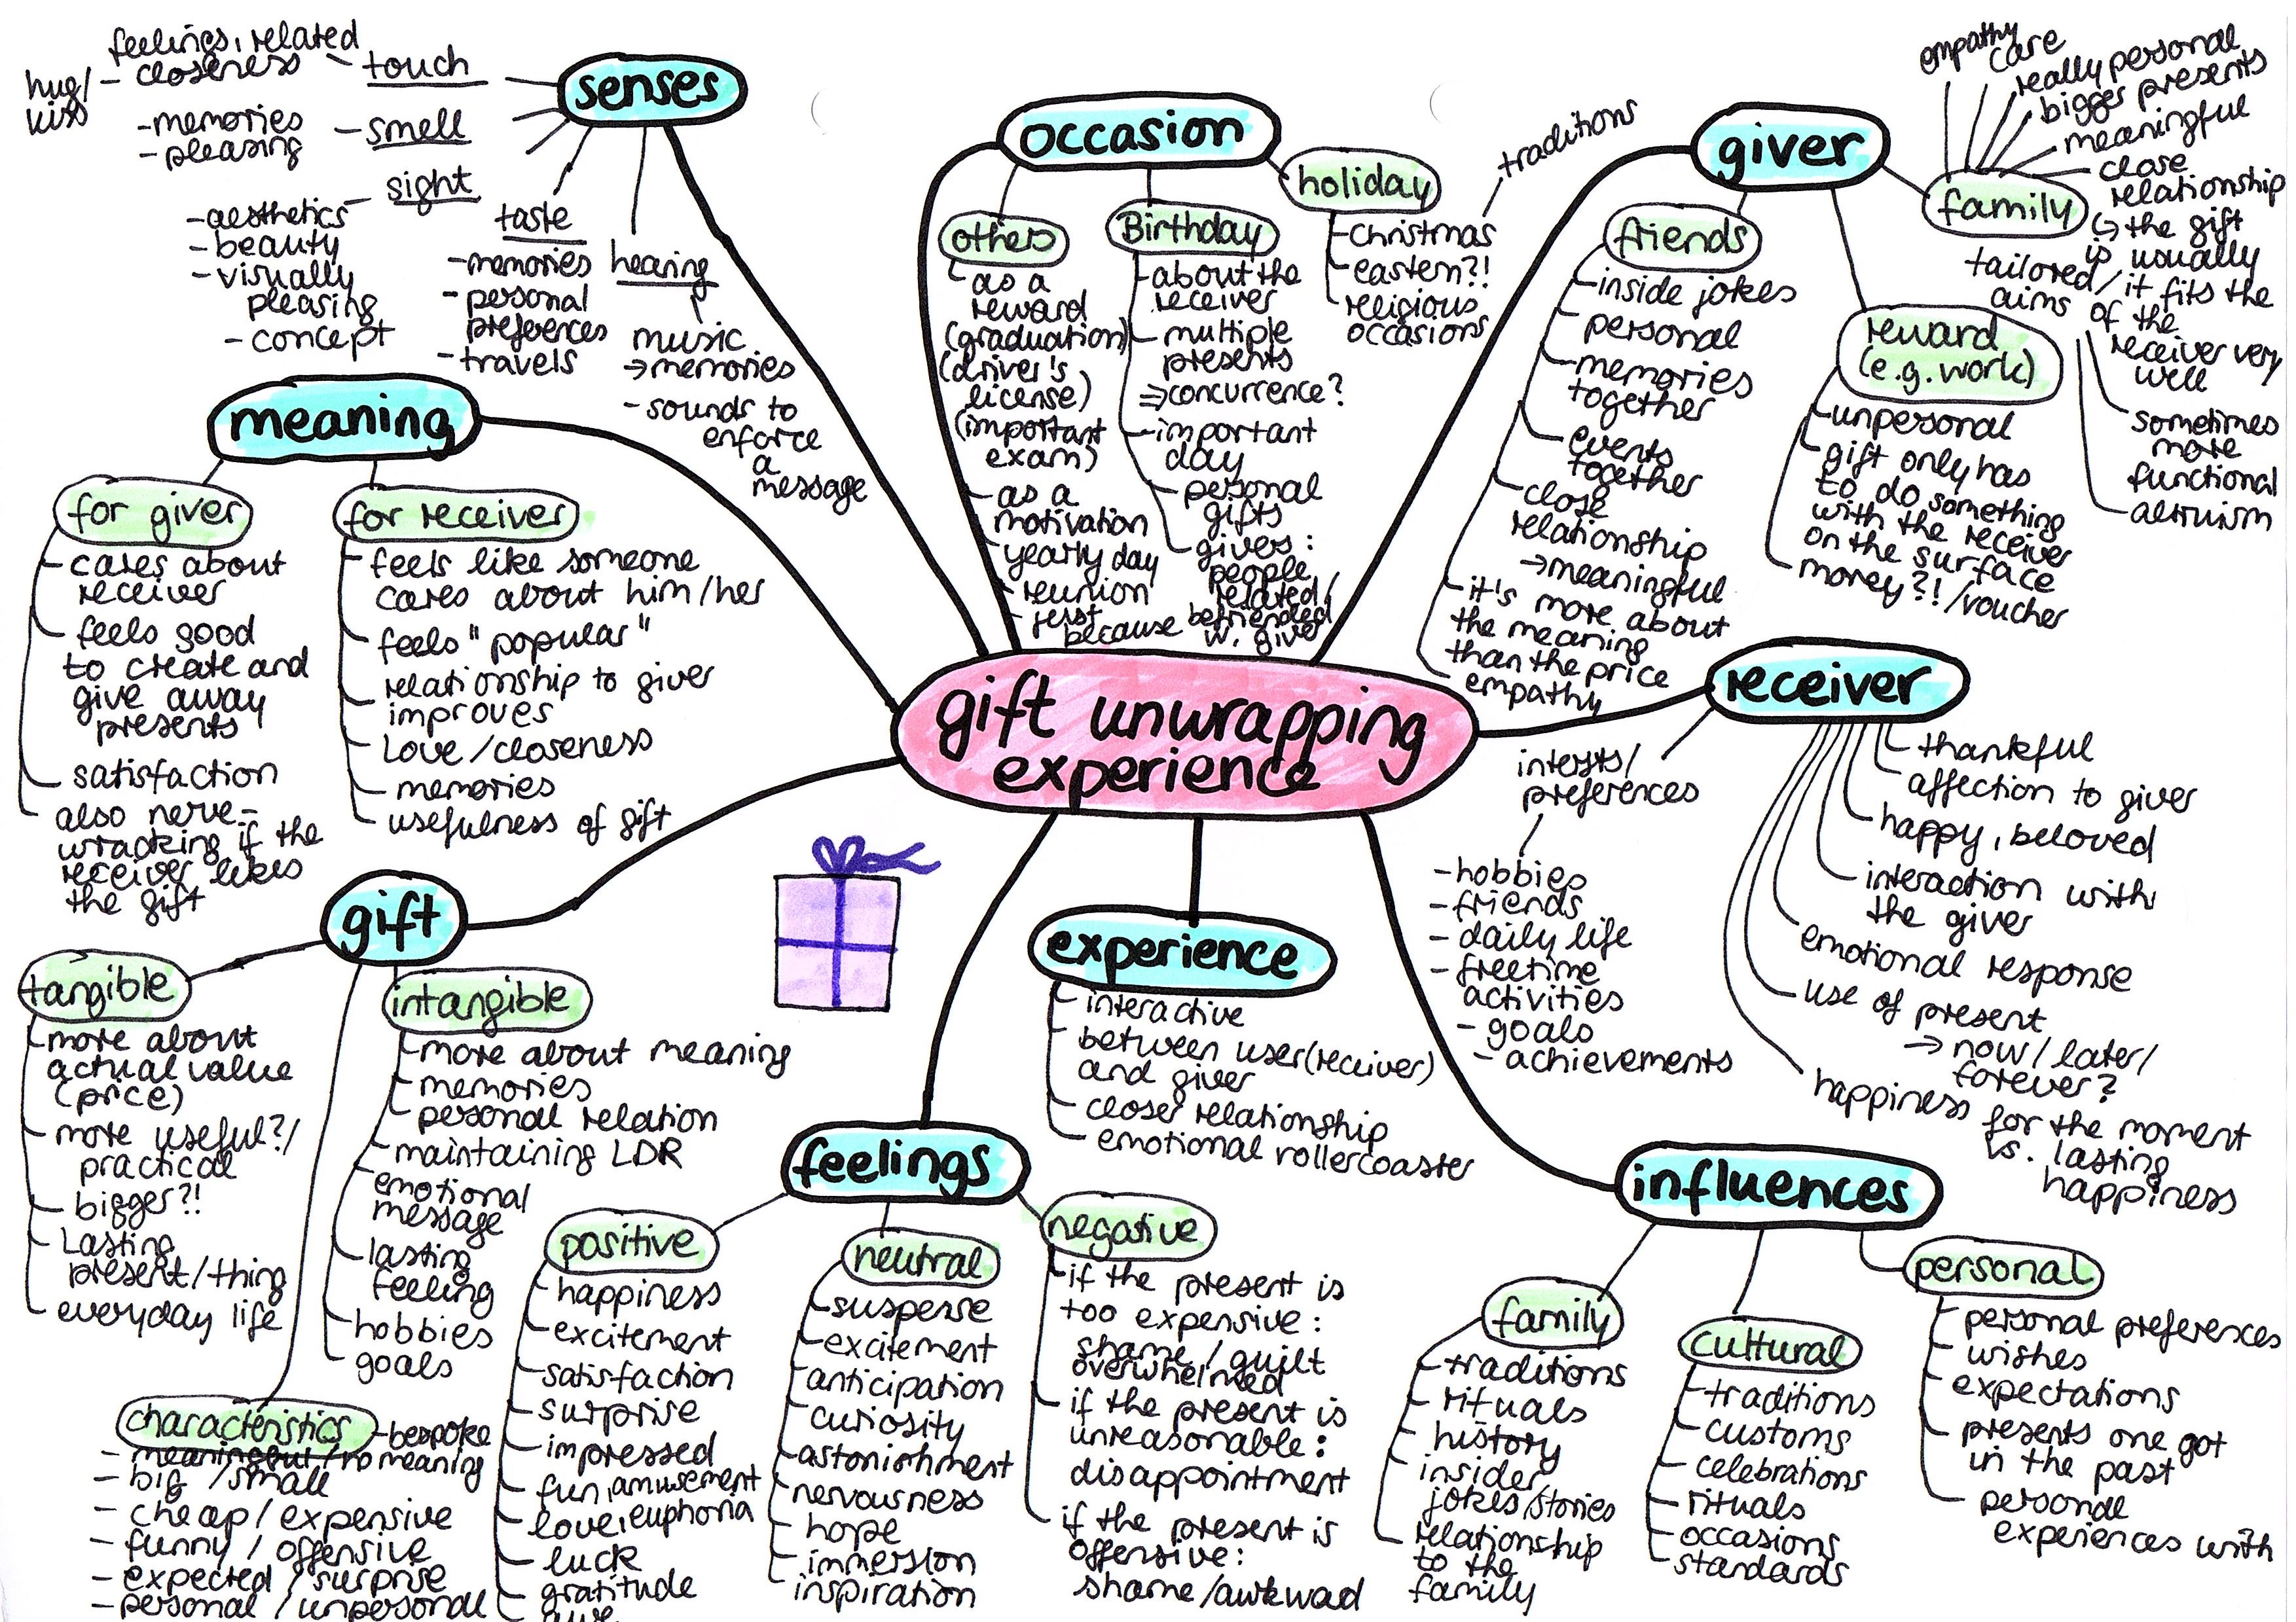 gift unwrapping
experience
senses
touch
feelings, related
closeness
hug/
kiss
smell
-memories
-pleasing
sight
-aesthetics
-beauty
-visually
pleasing
-concept
taste
-memories
-personal
preferences
-travels
hearing
music
→memories
-sounds to
enforce
a
message
occasion
others
as a
reward
(graduation)
(driver's
license)
(important
exam)
as a
motivation
yearly day
reunion
just
because
Birthday
about the
receiver
multiple
presents
⇒concurrence?
important
day
personal
gifts
givers:
people
related/
befriended
w. giver
holiday
christmas
traditions
eastern?!
religious
occasions
giver
friends
inside jokes
personal
memories
together
events
together
close
relationship
→meaningful
it's more about
the meaning
than the price
empathy
reward
(e.g. work)
unpersonal
gift only has
to do something
with the receiver
on the surface
money?!/voucher
family
empathy
care
really personal
bigger presents
meaningful
close
relationship
↪ the gift
is usually
tailored/it fits the
aims of the
receiver very
well
sometimes
more
functional
altruism
meaning
for giver
cares about
receiver
feels good
to create and
give away
presents
satisfaction
also nerve-
wracking if the
receiver likes
the gift
for receiver
feels like someone
cares about him/her
feels "popular"
relationship to giver
improves
love/closeness
memories
usefulness of gift
receiver
intersts/
preferences
-hobbies
-friends
-daily life
-freetime
activities
-goals
-achievements
thankful
affection to giver
happy, beloved
interaction with
the giver
emotional response
use of present
→ now/later/
forever?
happiness for the moment
vs. lasting
happiness
gift
tangible
more about
actual value
(price)
more useful?/
practical
bigger?!
lasting
present/thing
everyday life
intangible
more about meaning
memories
personal relation
maintaining LDR
emotional
message
lasting
feeling
hobbies
goals
characteristics
-bespoke
- meaningful/no meaning
- big /small
- cheap/expensive
- funny/offensive
- expected/surprise
- personal/unpersonal
experience
interactive
between user(receiver)
and giver
closer relationship
emotional rollercoaster
feelings
positive
happiness
excitement
satisfaction
surprise
impressed
fun, amusement
love, euphoria
luck
gratitude
awe
neutral
suspense
excitement
anticipation
curiosity
astonishment
nervousness
hope
immersion
inspiration
negative
if the present is
too expensive:
shame/guilt
overwhelmed
if the present is
unreasonable:
disappointment
if the present is
offensive:
shame/awkwad
influences
family
traditions
rituals
history
insider
jokes/stories
relationship
to the
family
cultural
traditions
customs
celebrations
rituals
occasions
standards
personal
personal preferences
wishes
expectations
presents one got
in the past
personal
experiences with